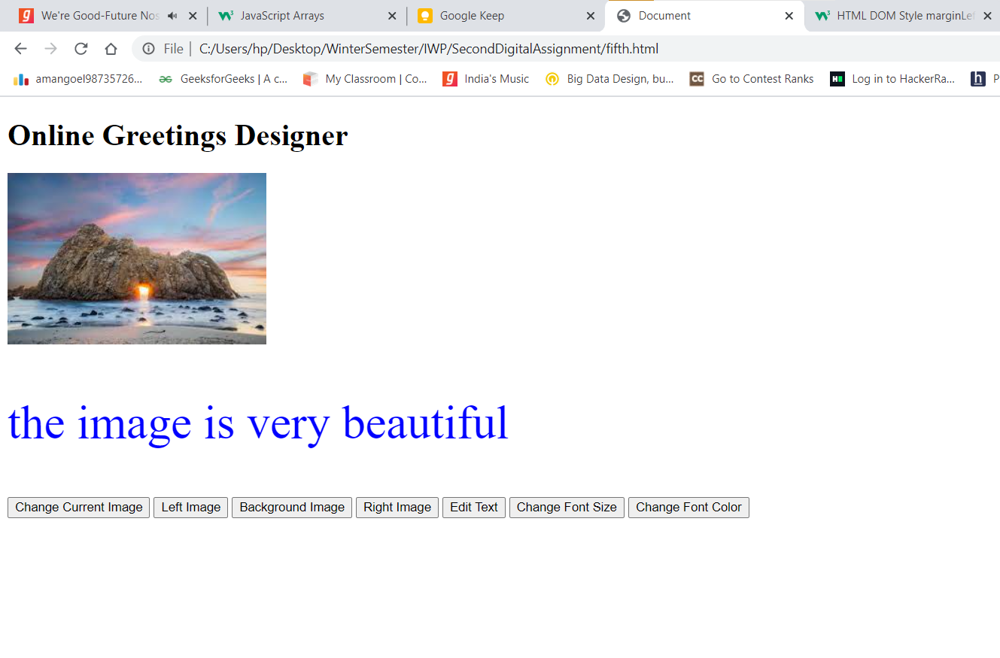 We're Good-Future Nos
JavaScript Arrays
Google Keep
Document
HTML DOM Style marginLef
File C:/Users/hp/Desktop/WinterSemester/IWP/SecondDigitalAssignment/fifth.html
amangoel98735726... GeeksforGeeks | A c... My Classroom | Co... India's Music Big Data Design, bu... Go to Contest Ranks Log in to HackerRa... P
Online Greetings Designer
the image is very beautiful
Change Current Image Left Image Background Image Right Image Edit Text Change Font Size Change Font Color